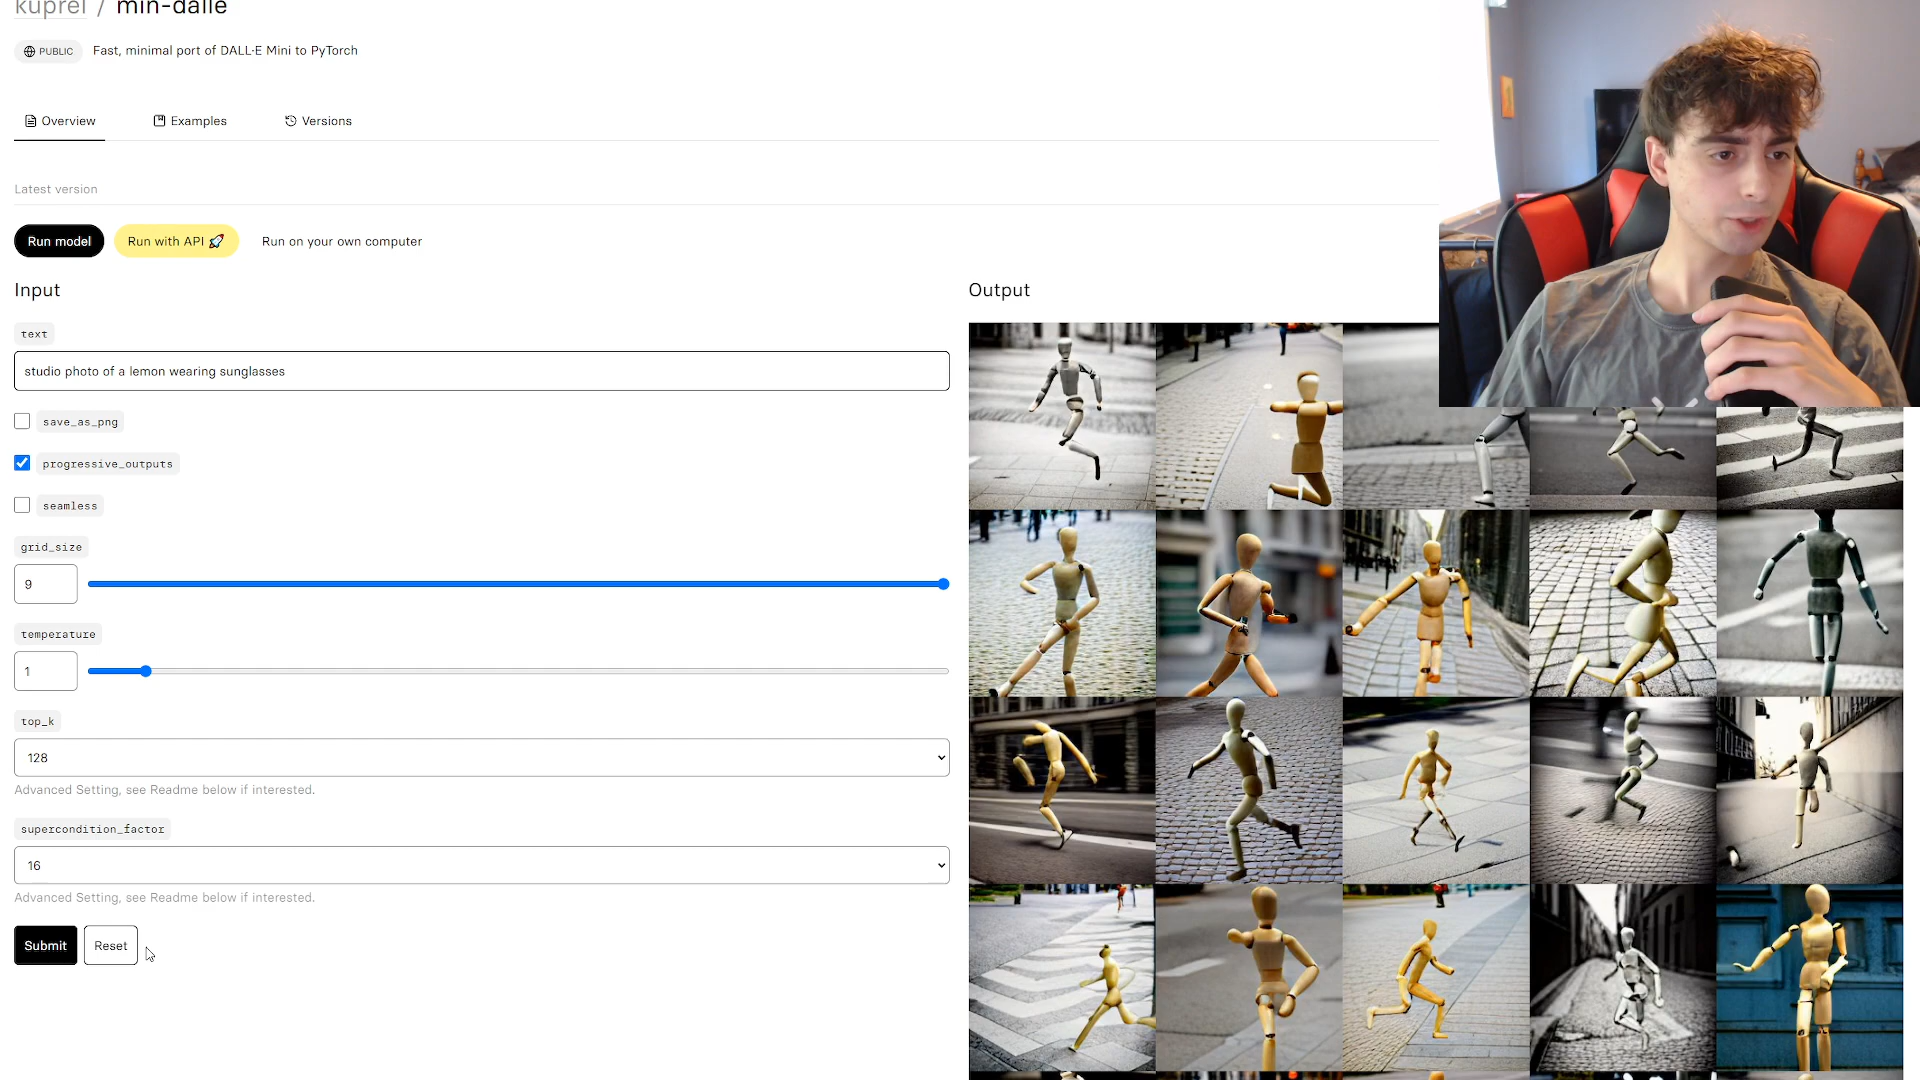 kuprel / min-dalle
PUBLIC Fast, minimal port of DALL·E Mini to PyTorch
Overview Examples Versions
Latest version
Run model Run with API 🚀 Run on your own computer
Input
text
studio photo of a lemon wearing sunglasses
save_as_png
progressive_outputs
seamless
grid_size
9
temperature
1
top_k
128
Advanced Setting, see Readme below if interested.
supercondition_factor
16
Advanced Setting, see Readme below if interested.
Submit Reset
Output